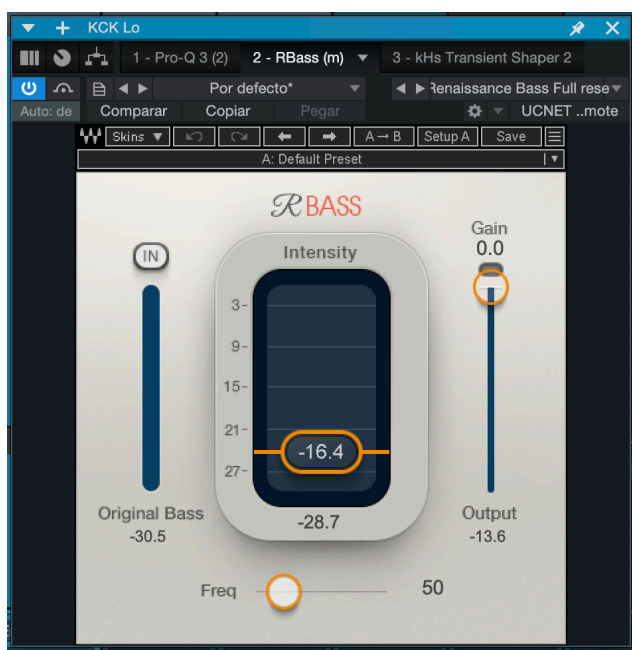 KCK Lo
1 - Pro-Q 3 (2) 2 - RBass (m) 3 - kHs Transient Shaper 2
Por defecto* Renaissance Bass Full rese
Auto: de Comparar Copiar Pegar UCNET ..mote
Skins A→B Setup A Save
A: Default Preset
R BASS
Gain
0.0
IN
Intensity
3-
9-
15-
21-
-16.4
27-
Original Bass
-30.5
-28.7
Output
-13.6
Freq 50